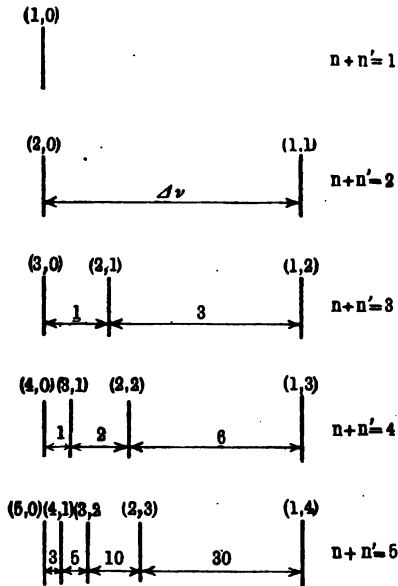 (1,0)
n + n′= 1
(2,0) (1,1)
Δν
n + n′= 2
(3,0) (2,1) (1,2)
1 3
n + n′= 3
(4,0) (3,1) (2,2) (1,3)
1 2 6
n + n′= 4
(5,0) (4,1) (3,2 (2,3) (1,4)
3 5 10 30
n + n′= 5